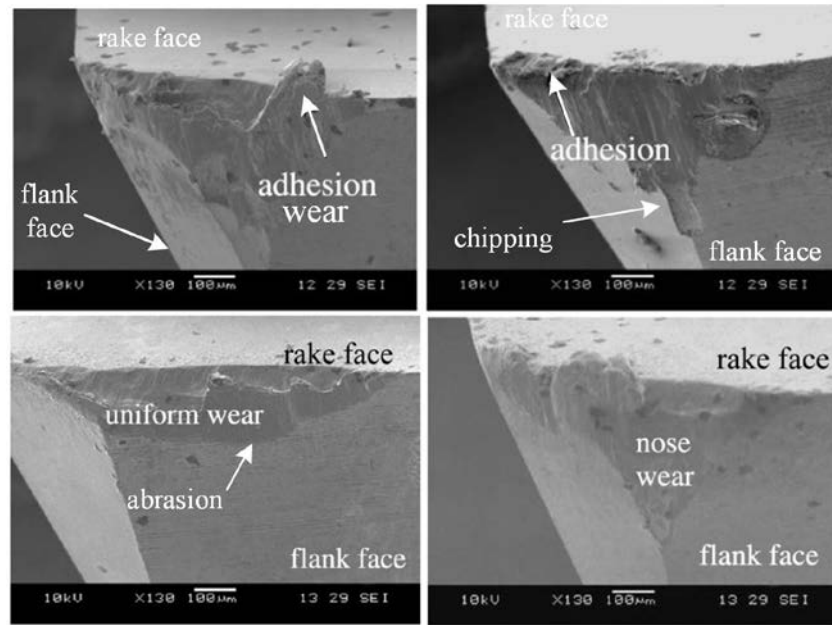 rake face
adhesion
wear
flank
face
10kV X130 100µm 12 29 SEI
rake face
adhesion
chipping
flank face
10kV X130 100µm 12 29 SEI
rake face
uniform wear
abrasion
flank face
10kV X130 100µm 13 29 SEI
rake face
nose
wear
flank face
10kV X130 100µm 13 29 SEI